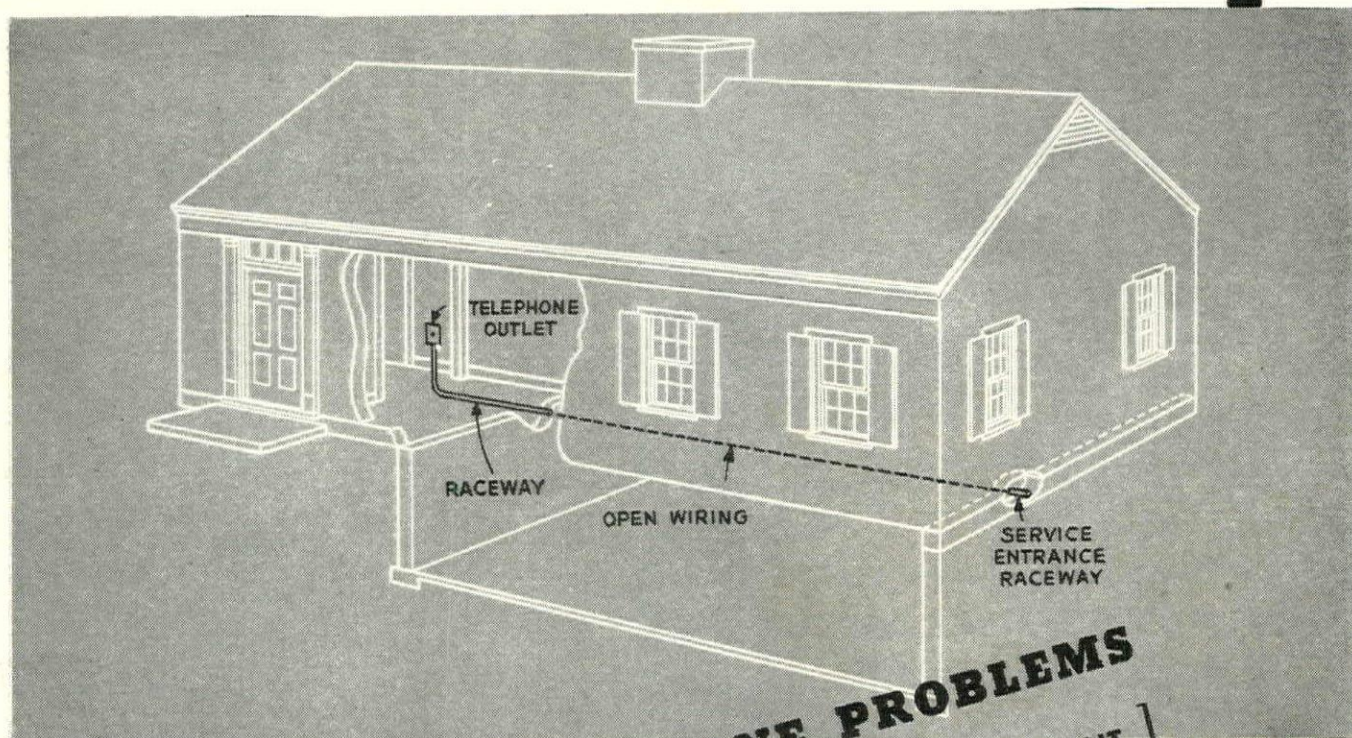 TELEPHONE
OUTLET
RACEWAY
OPEN WIRING
SERVICE
ENTRANCE
RACEWAY
PROBLEMS